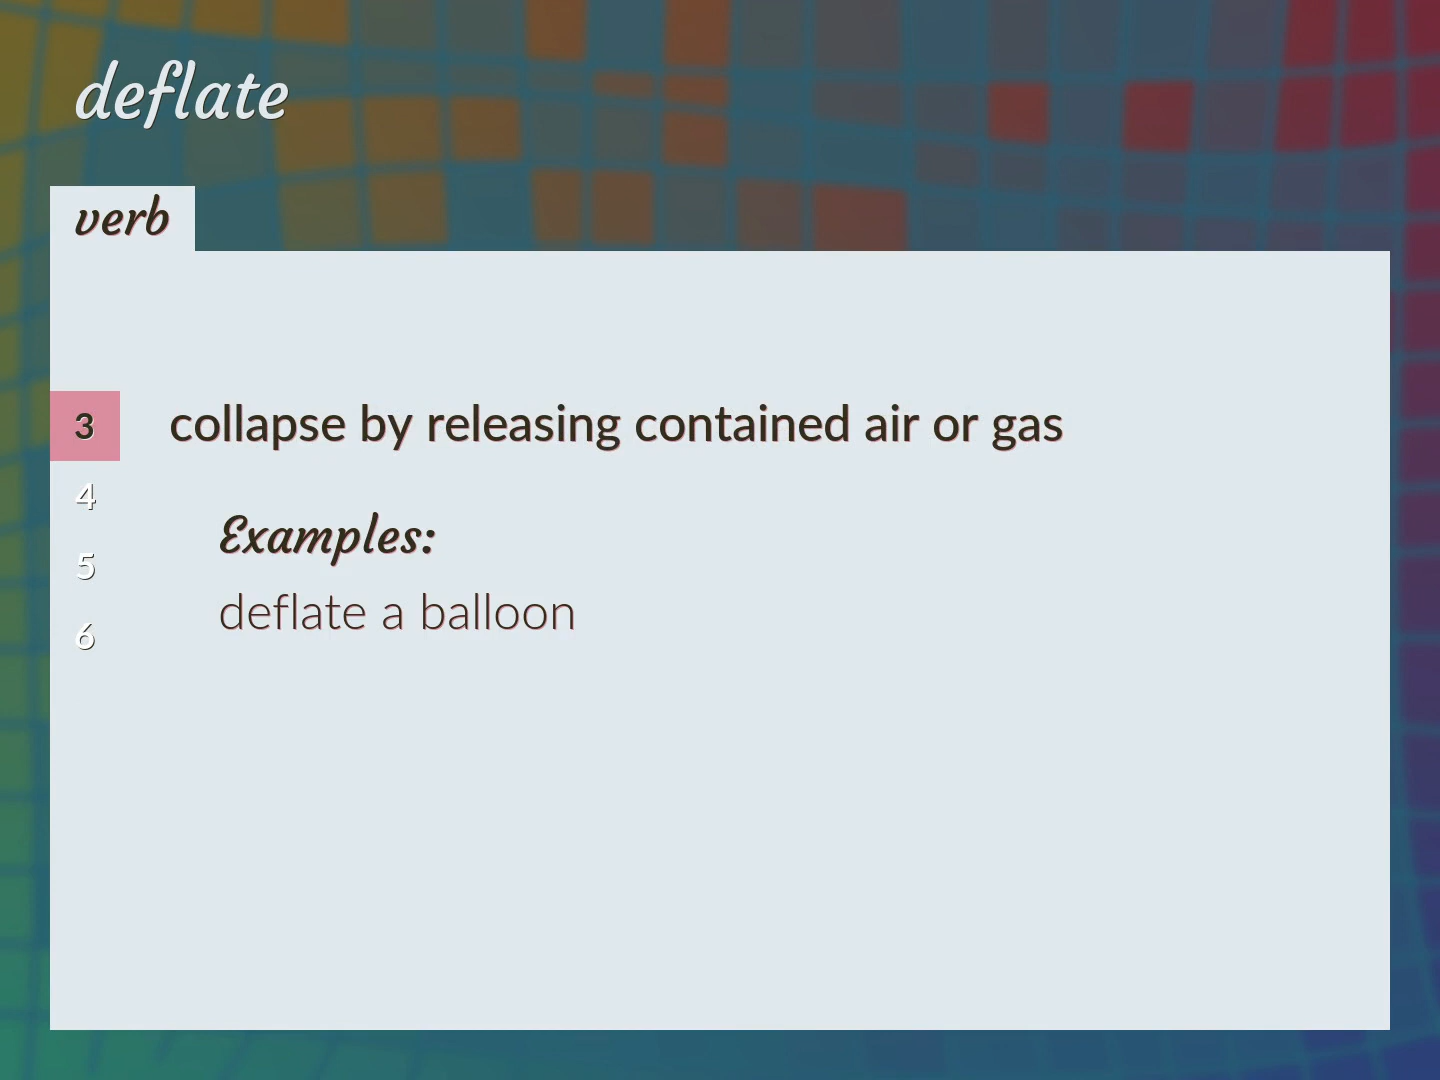 deflate
verb
3 collapse by releasing contained air or gas
4
Examples:
5
deflate a balloon
6